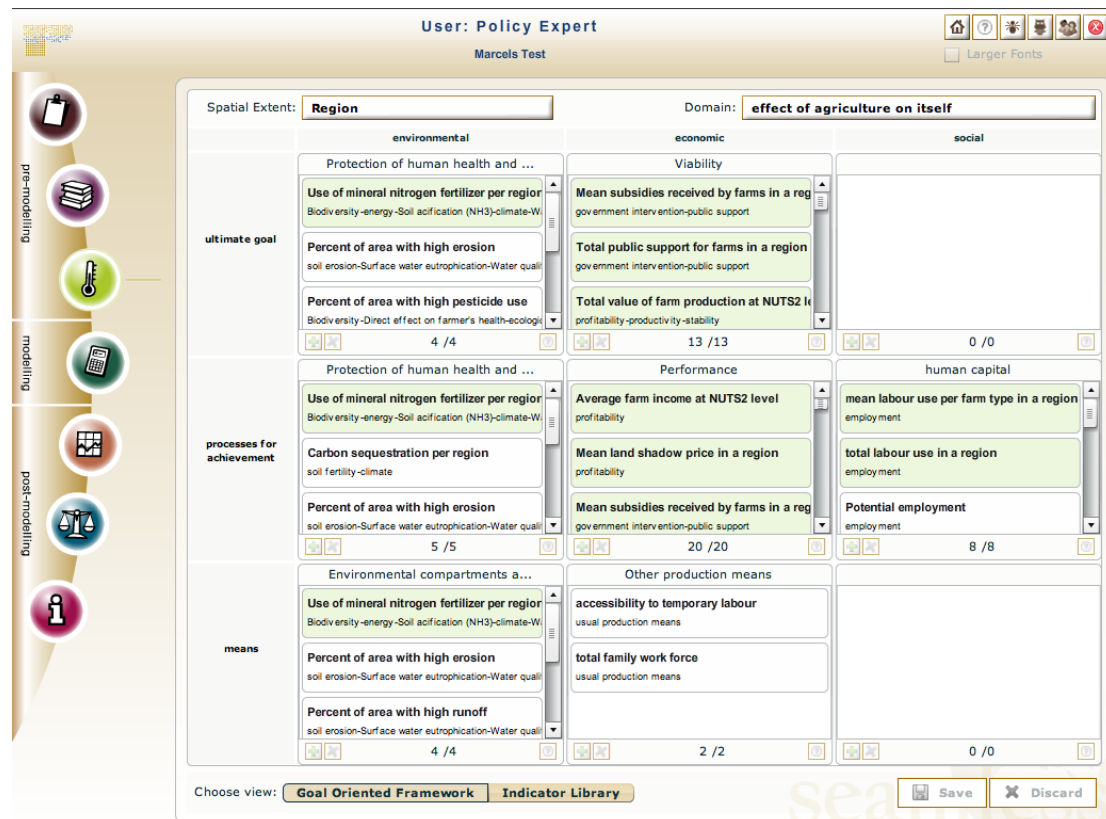 User: Policy Expert
Marcels Test
Larger Fonts
pre-modelling
modelling
post-modelling
Spatial Extent: Region
Domain: effect of agriculture on itself
environmental economic social
ultimate goal
Protection of human health and ...
Use of mineral nitrogen fertilizer per region
Biodiversity-energy-Soil acification (NH3)-climate-W
Percent of area with high erosion
soil erosion-Surface water eutrophication-Water qualit
Percent of area with high pesticide use
Biodiversity-Direct effect on farmer's health-ecologic
4 /4
Viability
Mean subsidies received by farms in a reg
government intervention-public support
Total public support for farms in a region
government intervention-public support
Total value of farm production at NUTS2 le
profitability-productivity-stability
13 /13
0 /0
processes for
achievement
Protection of human health and ...
Use of mineral nitrogen fertilizer per region
Biodiversity-energy-Soil acification (NH3)-climate-W
Carbon sequestration per region
soil fertility-climate
Percent of area with high erosion
soil erosion-Surface water eutrophication-Water qualit
5 /5
Performance
Average farm income at NUTS2 level
profitability
Mean land shadow price in a region
profitability
Mean subsidies received by farms in a reg
government intervention-public support
20 /20
human capital
mean labour use per farm type in a region
employment
total labour use in a region
employment
Potential employment
employment
8 /8
means
Environmental compartments a...
Use of mineral nitrogen fertilizer per region
Biodiversity-energy-Soil acification (NH3)-climate-W
Percent of area with high erosion
soil erosion-Surface water eutrophication-Water qualit
Percent of area with high runoff
soil erosion-Surface water eutrophication-Water qualit
4 /4
Other production means
accessibility to temporary labour
usual production means
total family work force
usual production means
2 /2
0 /0
Choose view: Goal Oriented Framework Indicator Library
Save Discard